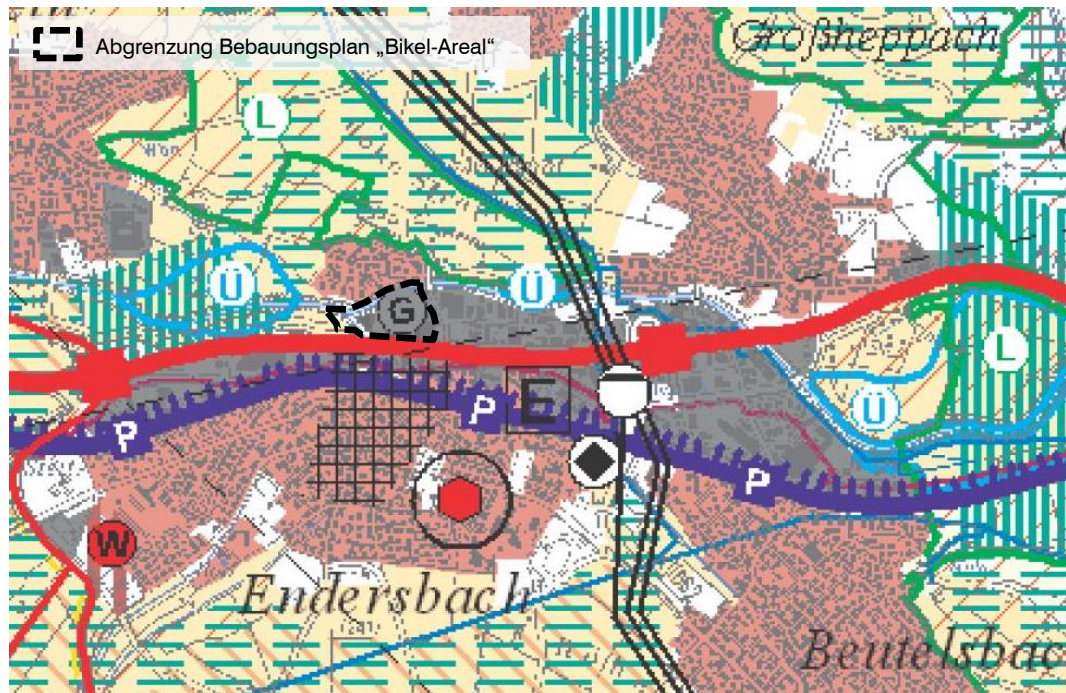 Abgrenzung Bebauungsplan „Bikel-Areal“
Großheppach
L
Ü
Ü
G
L
Ü
P
E
P
P
W
Endersbach
Beutelsbac